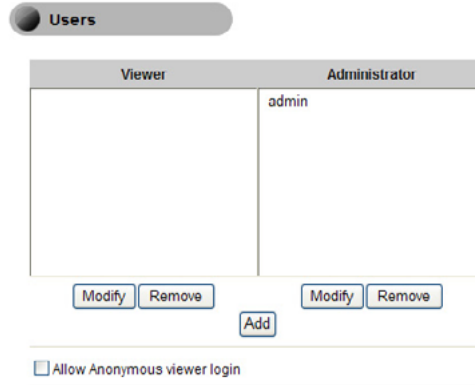 Users
Viewer Administrator
admin
Modify Remove Modify Remove
Add
Allow Anonymous viewer login